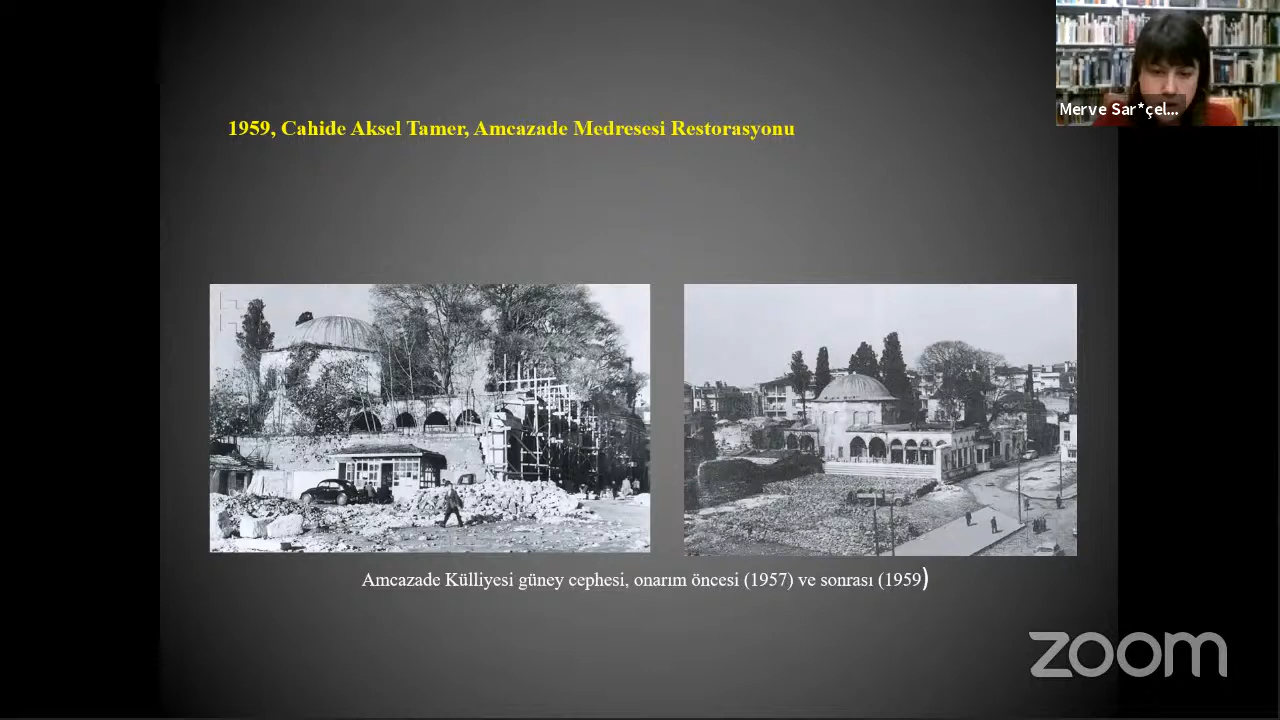 1959, Cahide Aksel Tamer, Amcazade Medresesi Restorasyonu
Merve Sar*çel...
Amcazade Külliyesi güney cephesi, onarım öncesi (1957) ve sonrası (1959)
zoom